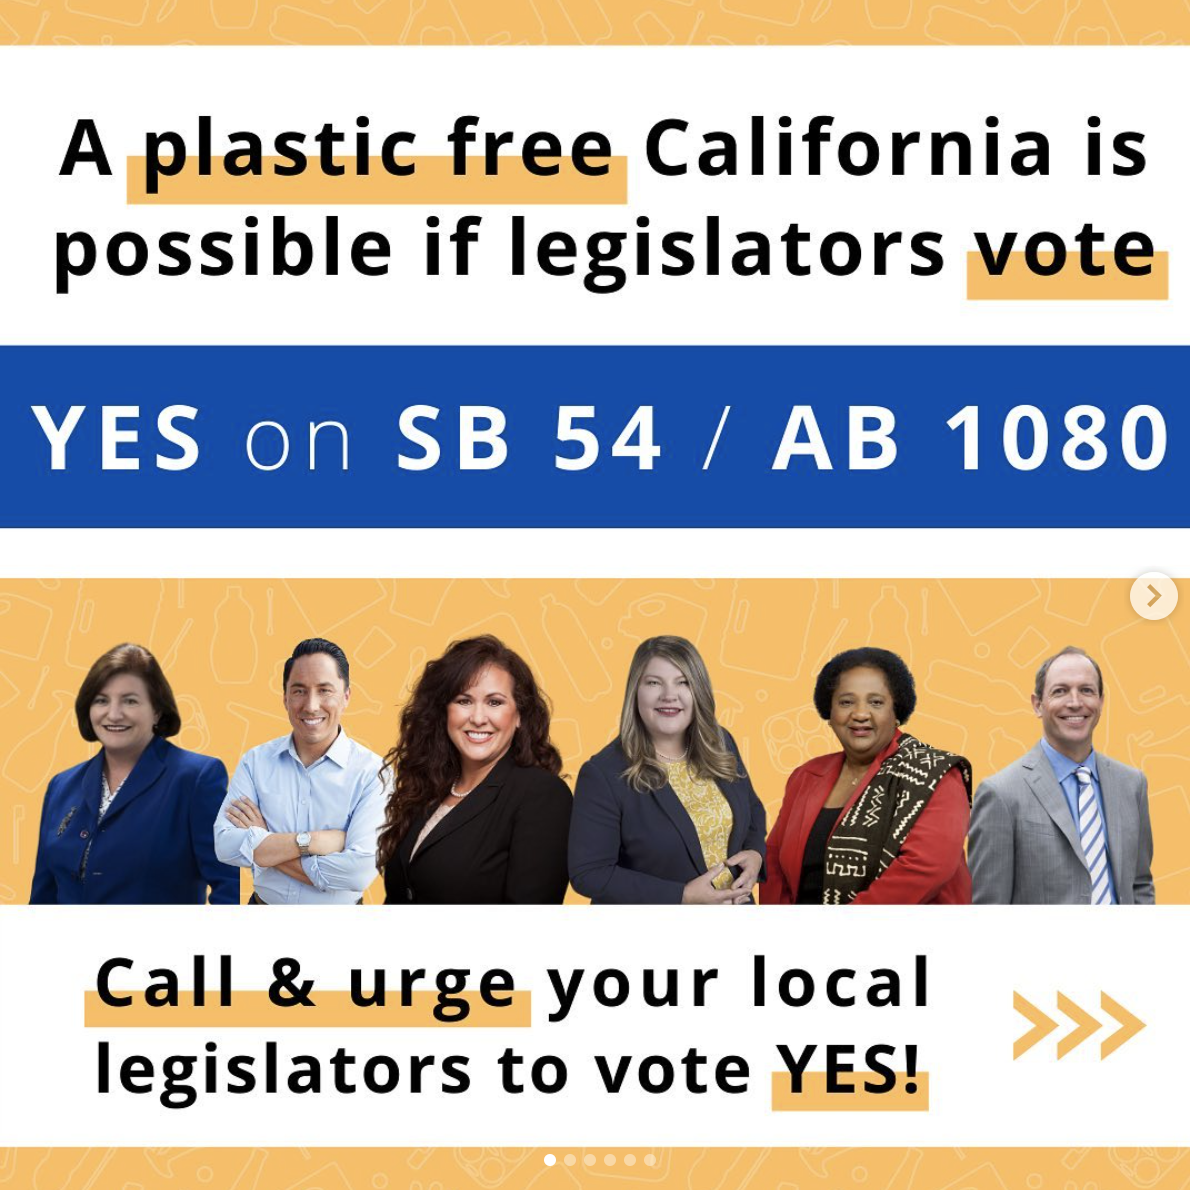 A plastic free California is
possible if legislators vote
YES on SB 54 / AB 1080
Call & urge your local
legislators to vote YES!